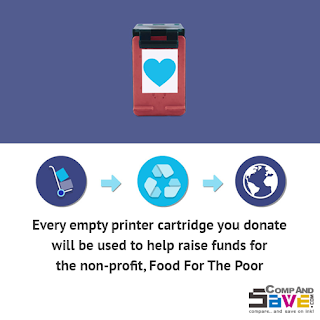 Every empty printer cartridge you donate
will be used to help raise funds for
the non-profit, Food For The Poor
COMPAND
SAVE.COM
compare... and save on ink!